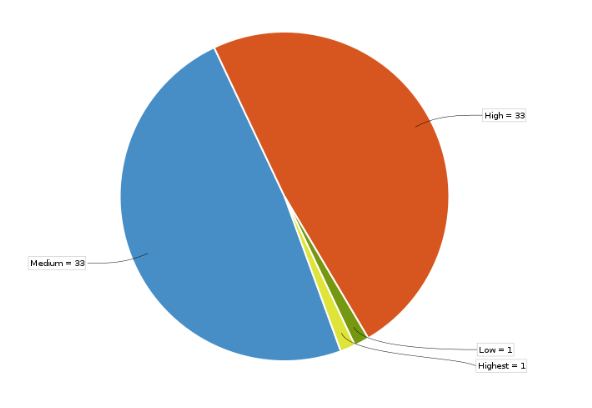 High = 33
Medium = 33
Low = 1
Highest = 1